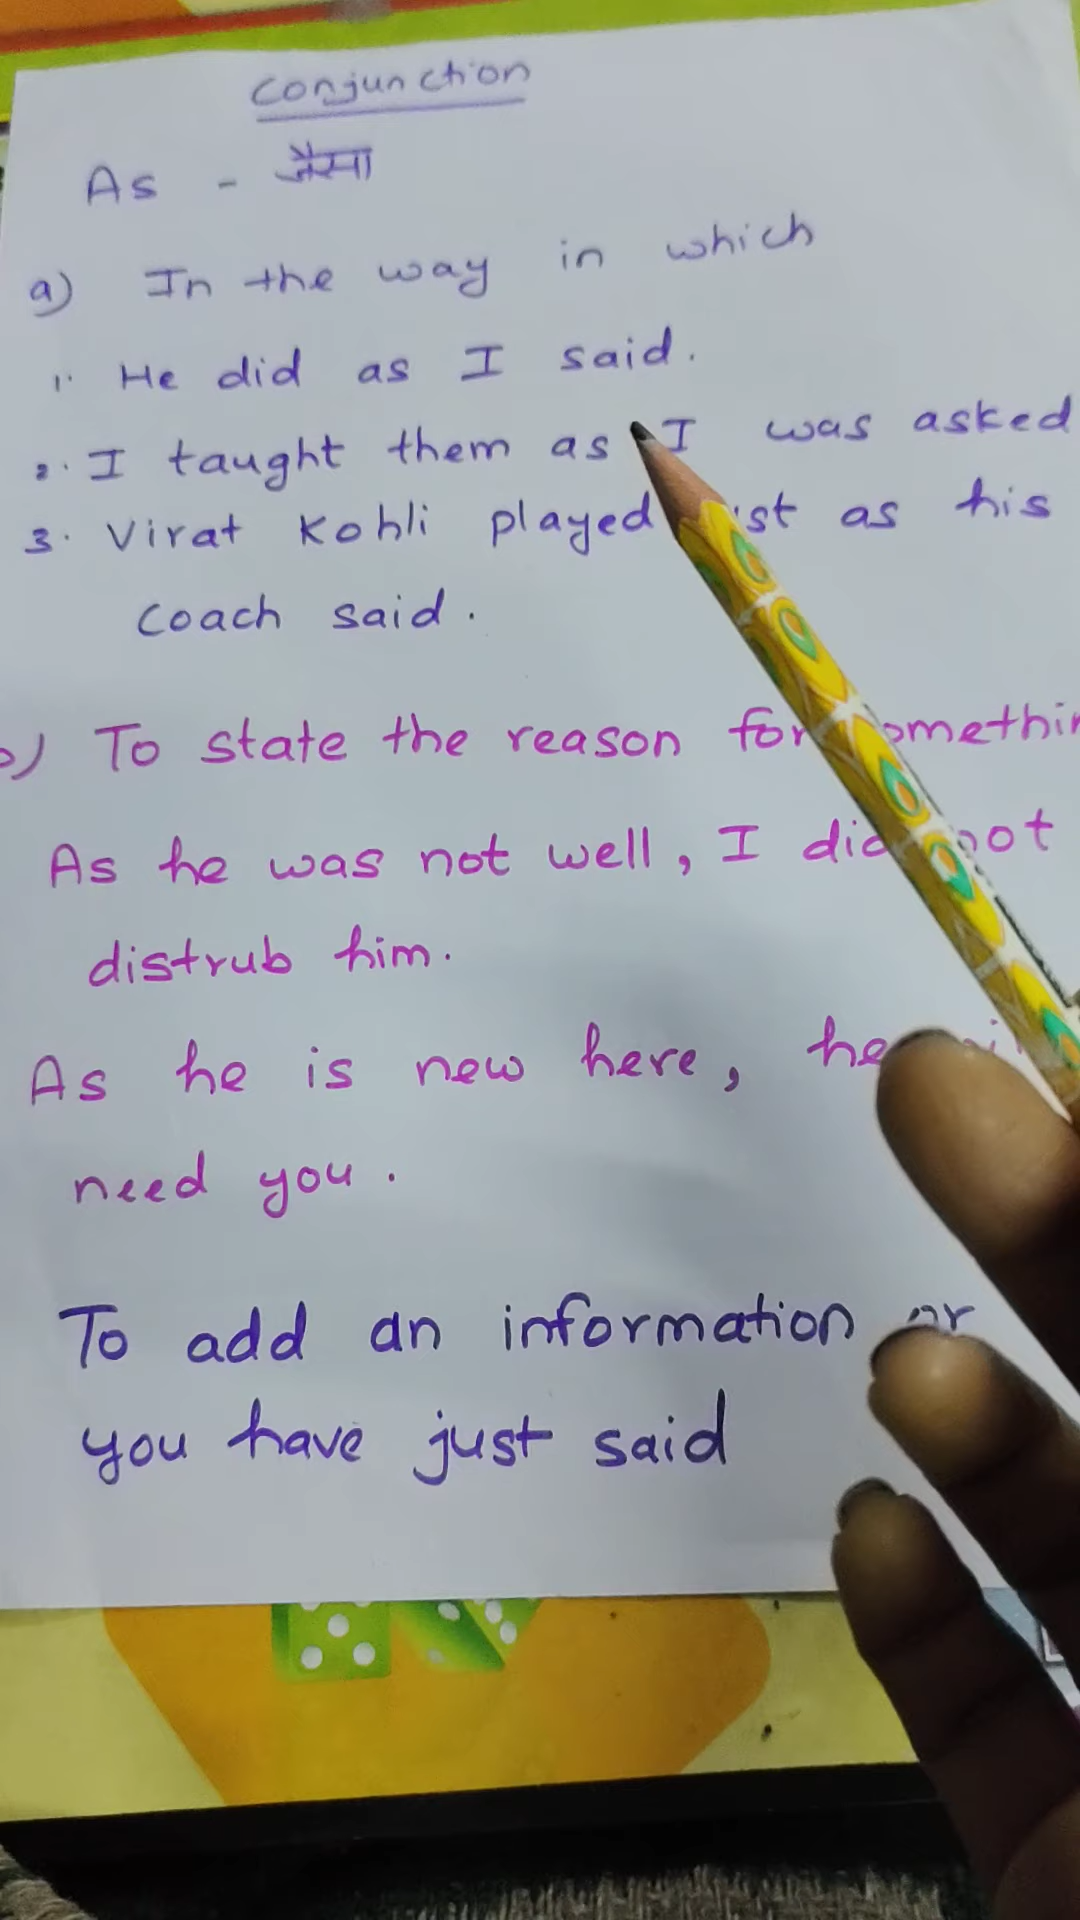 conjunction
As - जैसा
a) In the way in which
1. He did as I said.
2. I taught them as I was asked
3. Virat Kohli played as his
coach said.
b) To state the reason for
As he was not well, I did not
distrub him.
As he is new here, he
need you.
To add an information or
you have just said